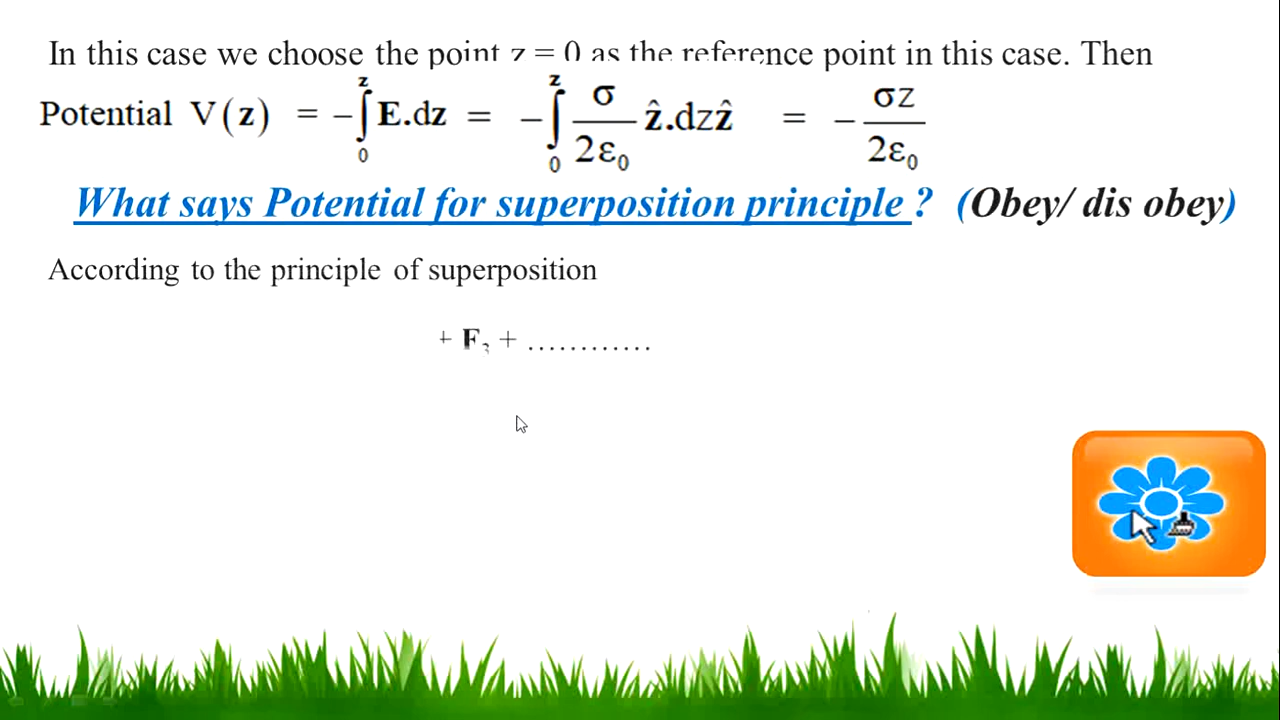 In this case we choose the point z = 0 as the reference point in this case. Then
Potential V(z) = −∫₀ᶻ E.dz = −∫₀ᶻ σ/2ε₀ ẑ.dzẑ = − σz/2ε₀
What says Potential for superposition principle ? (Obey/ dis obey)
According to the principle of superposition
+ F₃ + …………